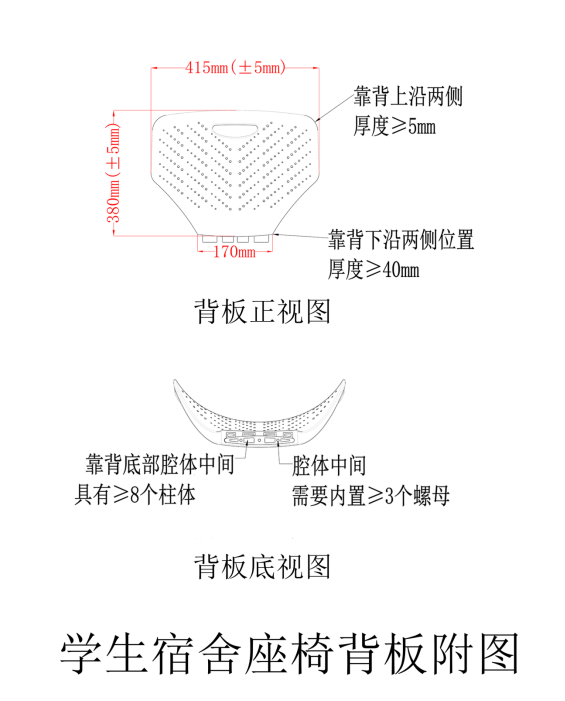 415mm(±5mm)
靠背上沿两侧
厚度≥5mm
380mm(±5mm)
靠背下沿两侧位置
厚度≥40mm
170mm
背板正视图
靠背底部腔体中间
具有≥8个柱体
腔体中间
需要内置≥3个螺母
背板底视图
学生宿舍座椅背板附图